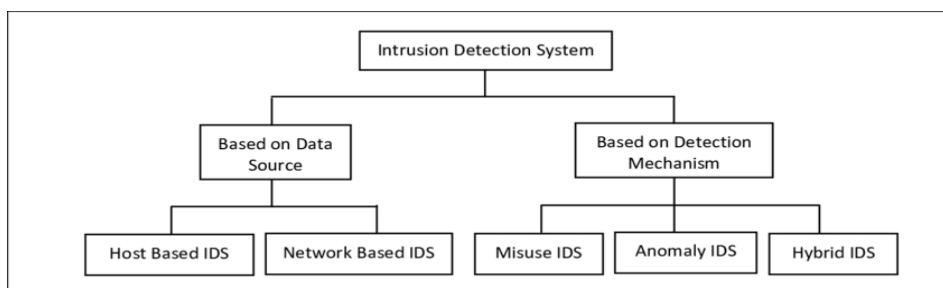 Intrusion Detection System
Based on Data
Source
Based on Detection
Mechanism
Host Based IDS
Network Based IDS
Misuse IDS
Anomaly IDS
Hybrid IDS